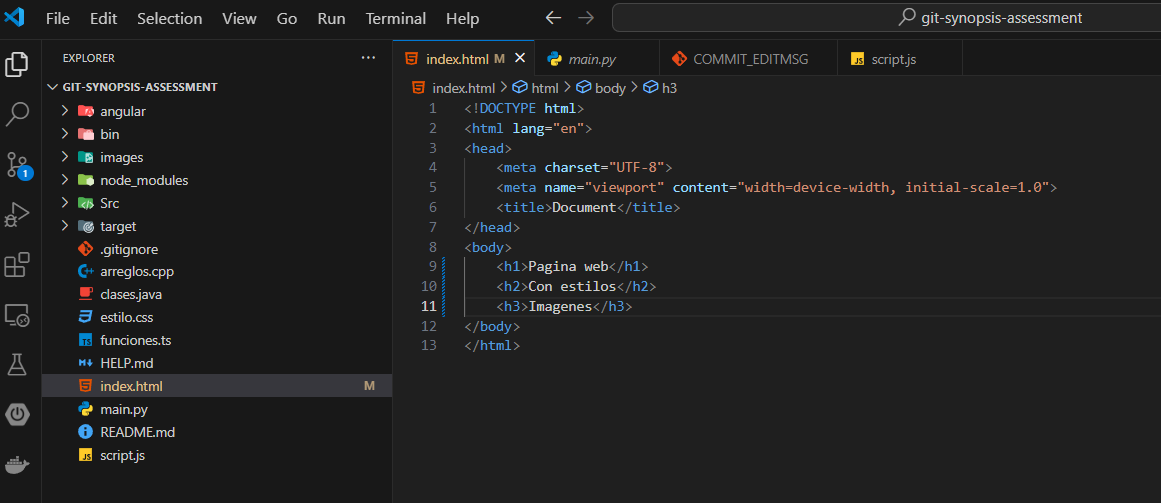 File Edit Selection View Go Run Terminal Help git-synopsis-assessment
EXPLORER
GIT-SYNOPSIS-ASSESSMENT
angular
bin
images
node_modules
Src
target
.gitignore
arreglos.cpp
clases.java
estilo.css
TS funciones.ts
HELP.md
index.html M
main.py
README.md
JS script.js
1
index.html M main.py COMMIT_EDITMSG JS script.js
index.html > html > body > h3
1 <!DOCTYPE html>
2 <html lang="en">
3 <head>
4 <meta charset="UTF-8">
5 <meta name="viewport" content="width=device-width, initial-scale=1.0">
6 <title>Document</title>
7 </head>
8 <body>
9 <h1>Pagina web</h1>
10 <h2>Con estilos</h2>
11 <h3>Imagenes</h3>
12 </body>
13 </html>